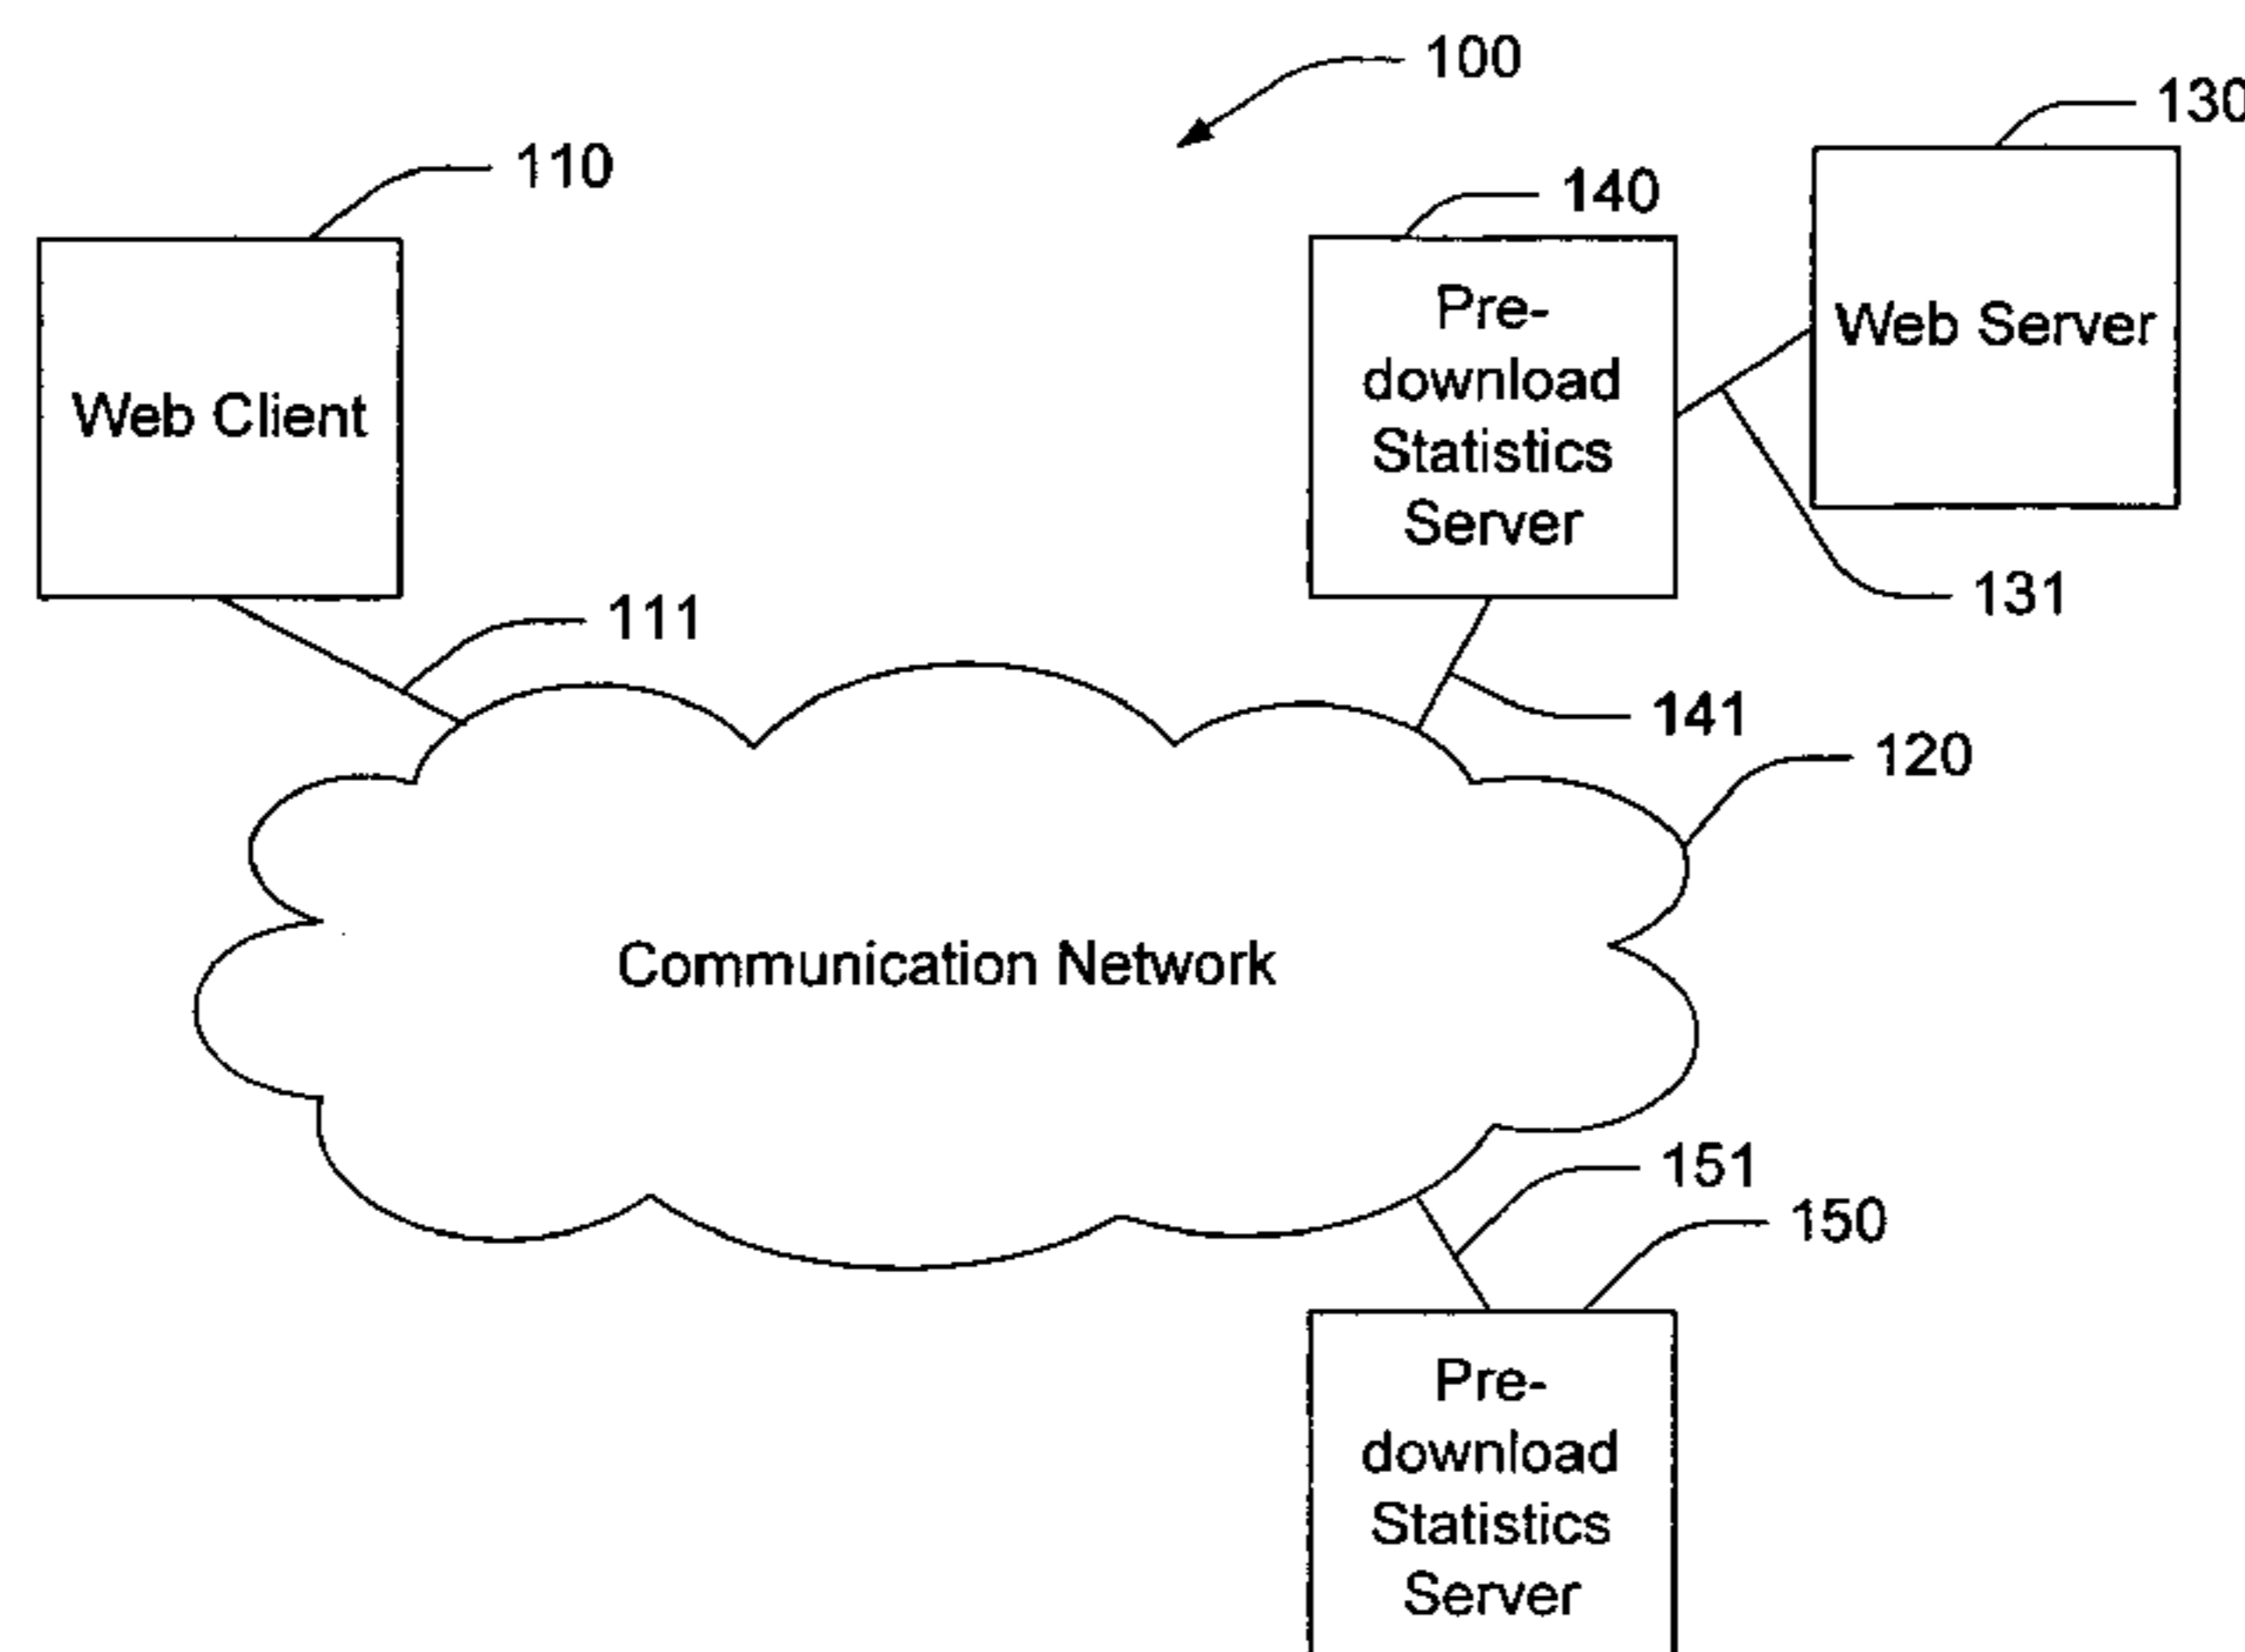 100
130
110
140
Pre-
download
Statistics
Server
Web Server
Web Client
131
111
141
120
Communication Network
151
150
Pre-
download
Statistics
Server